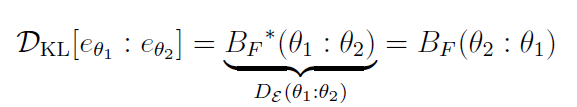 𝒟_KL[e_θ₁ : e_θ₂] = B_F*(θ₁ : θ₂) = B_F(θ₂ : θ₁)
D_ℰ(θ₁:θ₂)